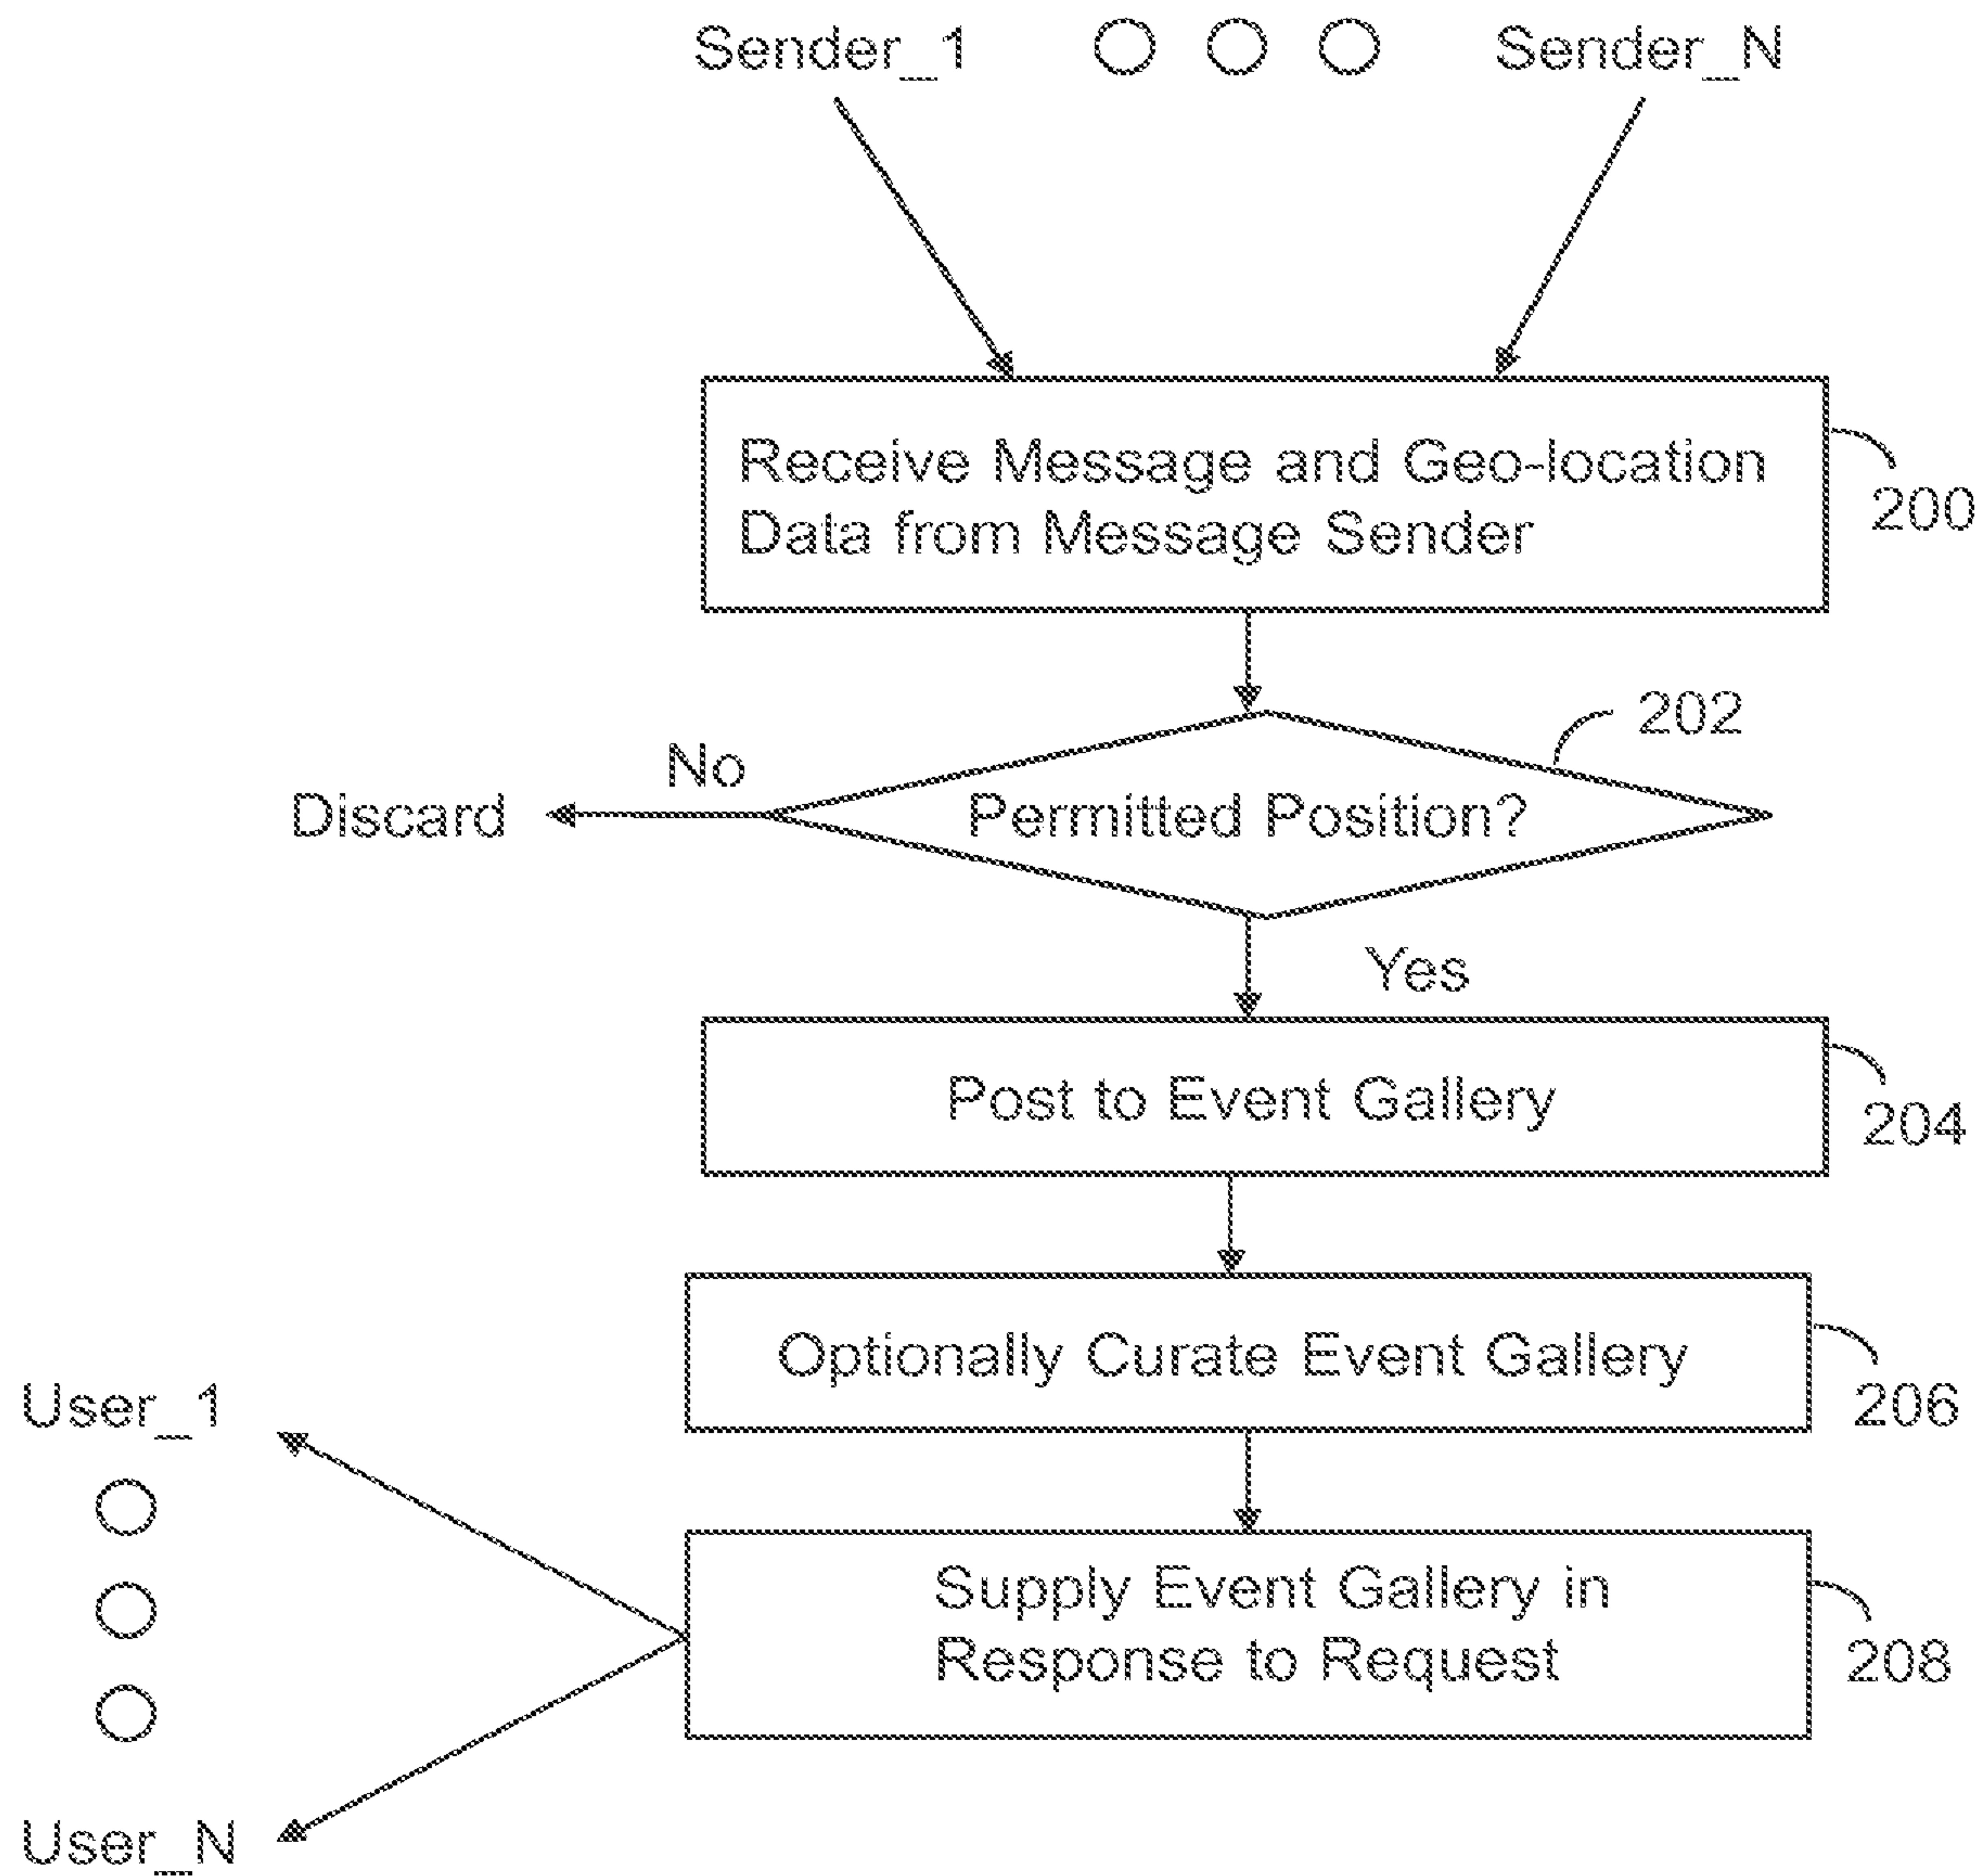 Sender_1
Sender_N
Receive Message and Geo-location
Data from Message Sender
200
202
No
Discard
Permitted Position?
Yes
Post to Event Gallery
204
Optionally Curate Event Gallery
206
User_1
Supply Event Gallery in
Response to Request
208
User_N